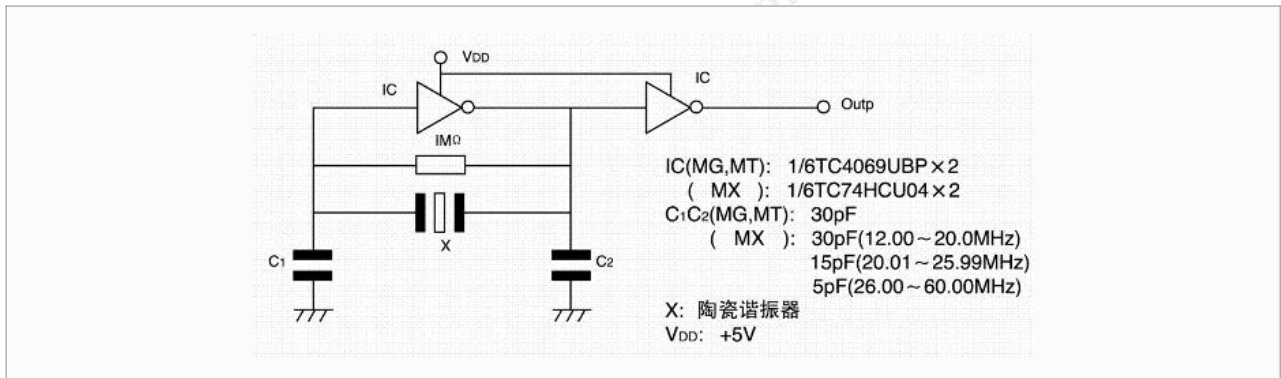 VDD
IC
IC
Outp
IMΩ
X
C1
C2
IC(MG,MT): 1/6TC4069UBP×2
( MX ): 1/6TC74HCU04×2
C1C2(MG,MT): 30pF
( MX ): 30pF(12.00~20.0MHz)
15pF(20.01~25.99MHz)
5pF(26.00~60.00MHz)
X: 陶瓷谐振器
VDD: +5V